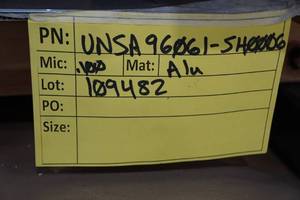 PN: UNSA96061-SH0006
Mic: .100 Mat: Alu
Lot: 109482
PO:
Size: